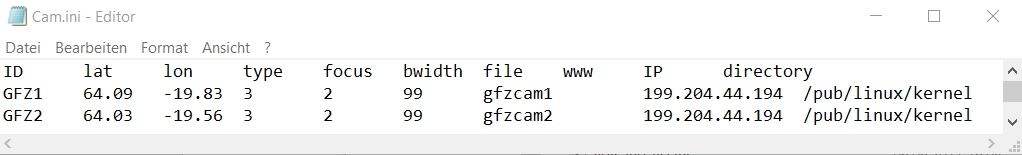 Cam.ini - Editor
Datei Bearbeiten Format Ansicht ?
ID lat lon type focus bwidth file www IP directory
GFZ1 64.09 -19.83 3 2 99 gfzcam1 199.204.44.194 /pub/linux/kernel
GFZ2 64.03 -19.56 3 2 99 gfzcam2 199.204.44.194 /pub/linux/kernel